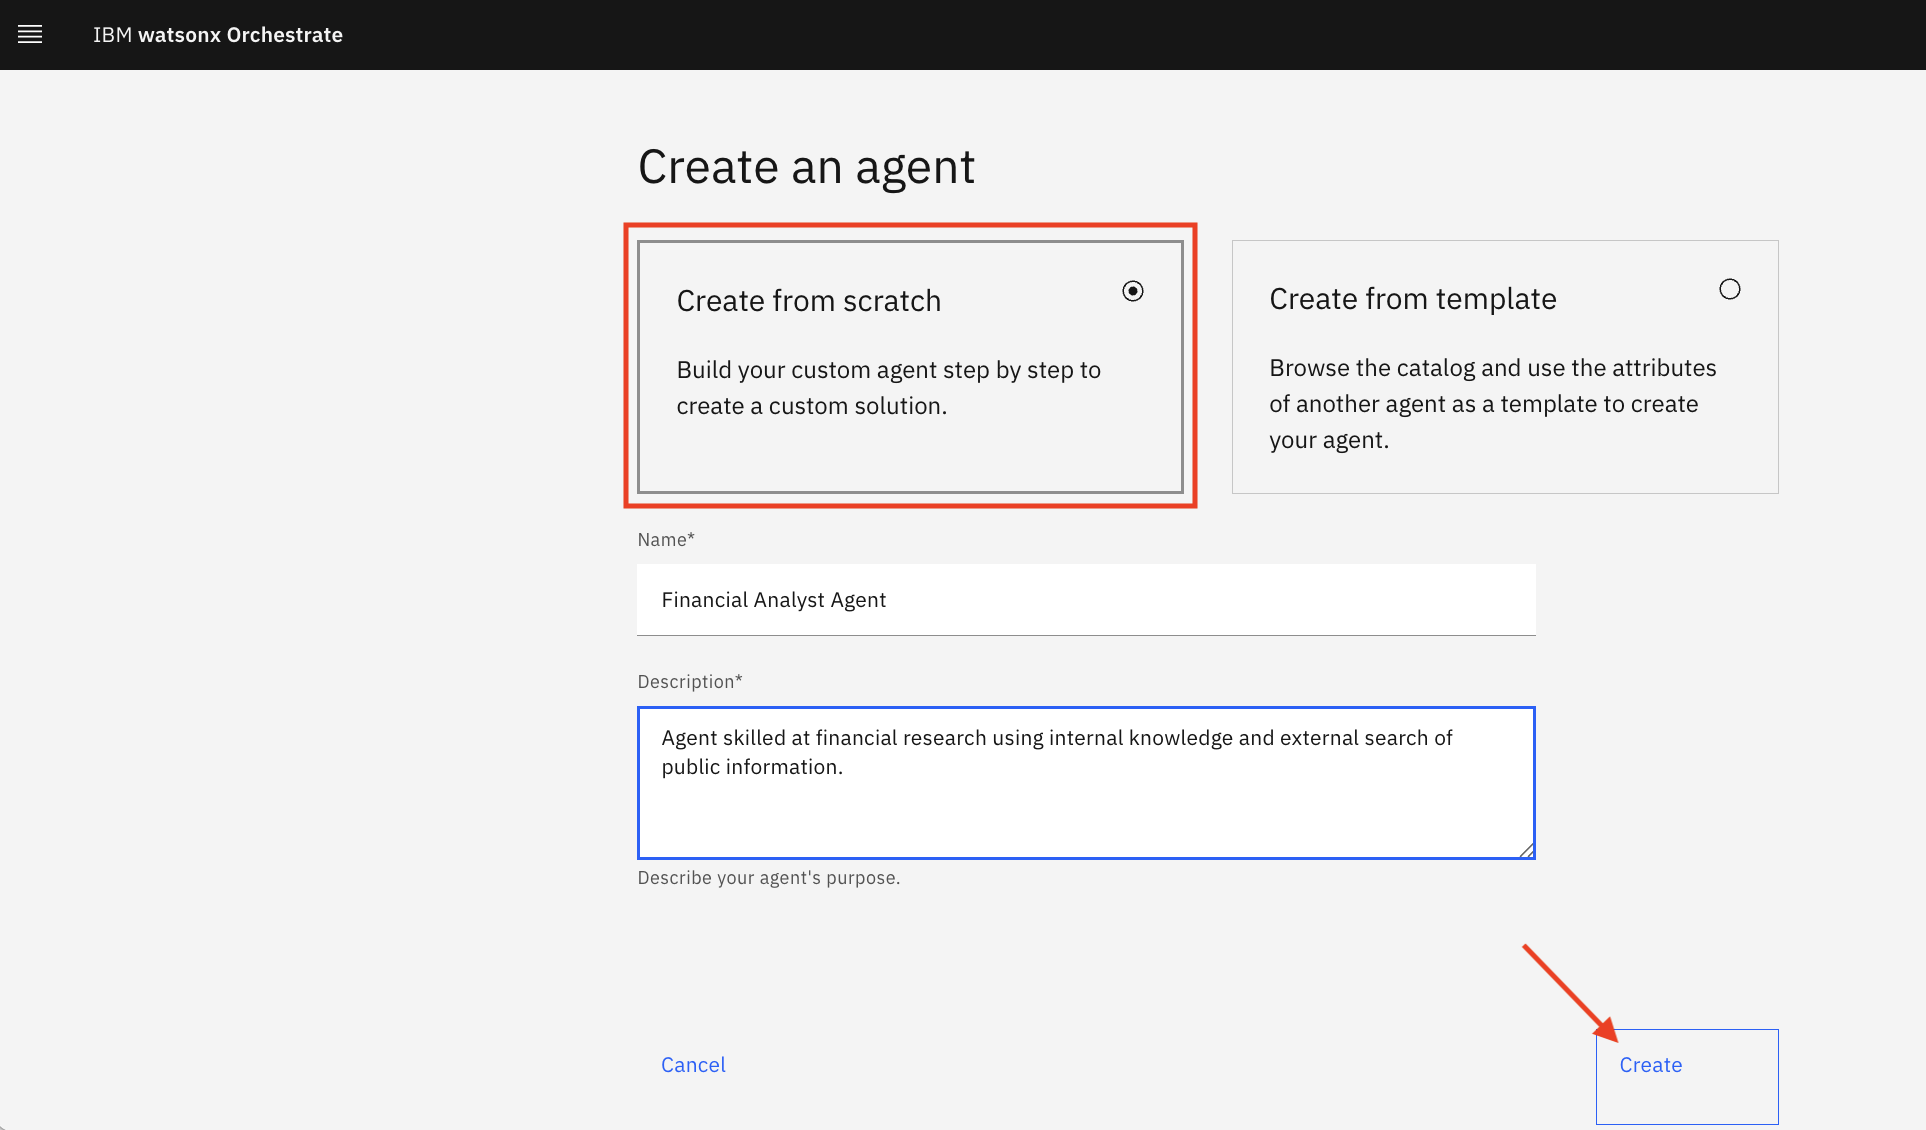 IBM watsonx Orchestrate
Create an agent
Create from scratch
Build your custom agent step by step to
create a custom solution.
Create from template
Browse the catalog and use the attributes
of another agent as a template to create
your agent.
Name*
Financial Analyst Agent
Description*
Agent skilled at financial research using internal knowledge and external search of
public information.
Describe your agent's purpose.
Cancel
Create